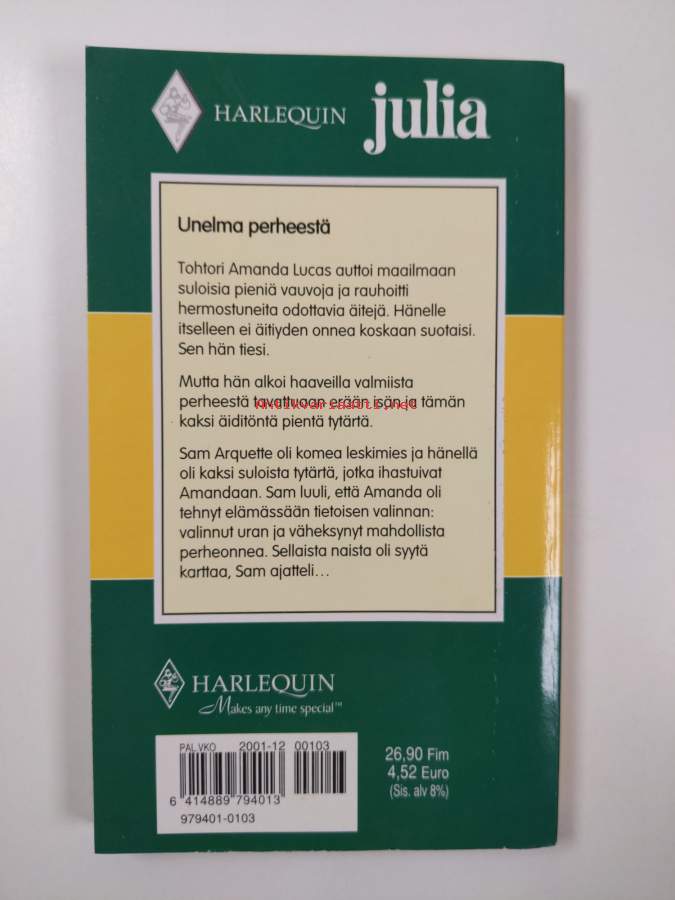 HARLEQUIN julia
Unelma perheestä
Tohtori Amanda Lucas auttoi maailmaan
suloisia pieniä vauvoja ja rauhoitti
hermostuneita odottavia äitejä. Hänelle
itselleen ei äitiyden onnea koskaan suotaisi.
Sen hän tiesi.
Mutta hän alkoi haaveilla valmiista
perheestä tavattuaan erään isän ja tämän
Antikvariaatti.net
kaksi äiditöntä pientä tytärtä.
Sam Arquette oli komea leskimies ja hänellä
oli kaksi suloista tytärtä, jotka ihastuivat
Amandaan. Sam luuli, että Amanda oli
tehnyt elämässään tietoisen valinnan:
valinnut uran ja väheksynyt mahdollista
perheonnea. Sellaista naista oli syytä
karttaa, Sam ajatteli…
HARLEQUIN
Makes any time special™
PAL.VKO 2001-12 00103
6 414889 794013
979401-0103
26,90 Fim
4,52 Euro
(Sis. alv 8%)